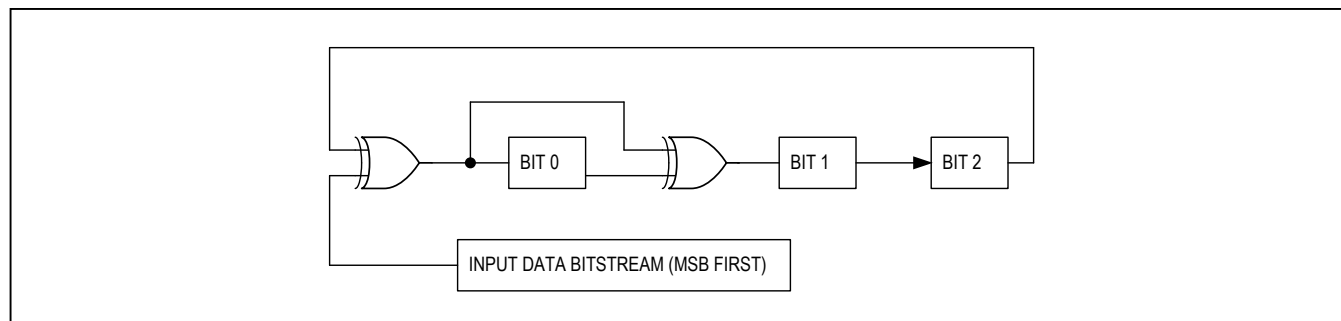 BIT 0
BIT 1
BIT 2
INPUT DATA BITSTREAM (MSB FIRST)